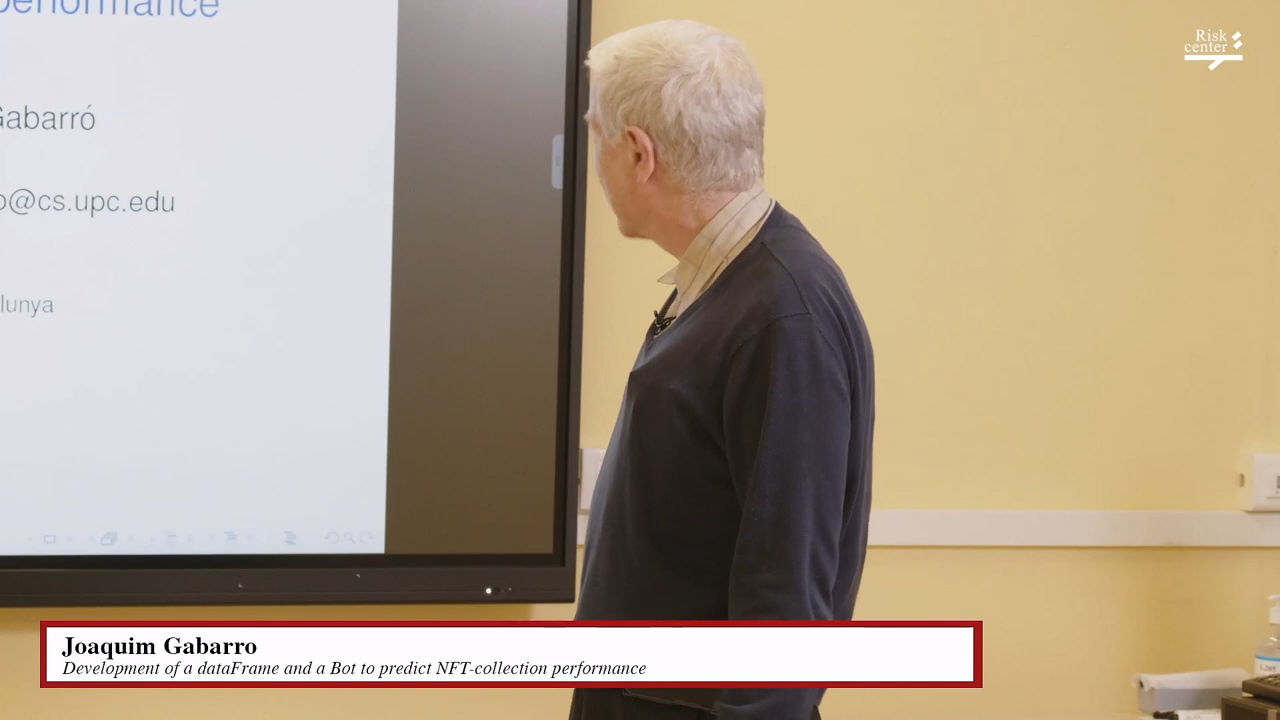 performance
Gabarró
o@cs.upc.edu
lunya
Risk
center
Joaquim Gabarro
Development of a dataFrame and a Bot to predict NFT-collection performance